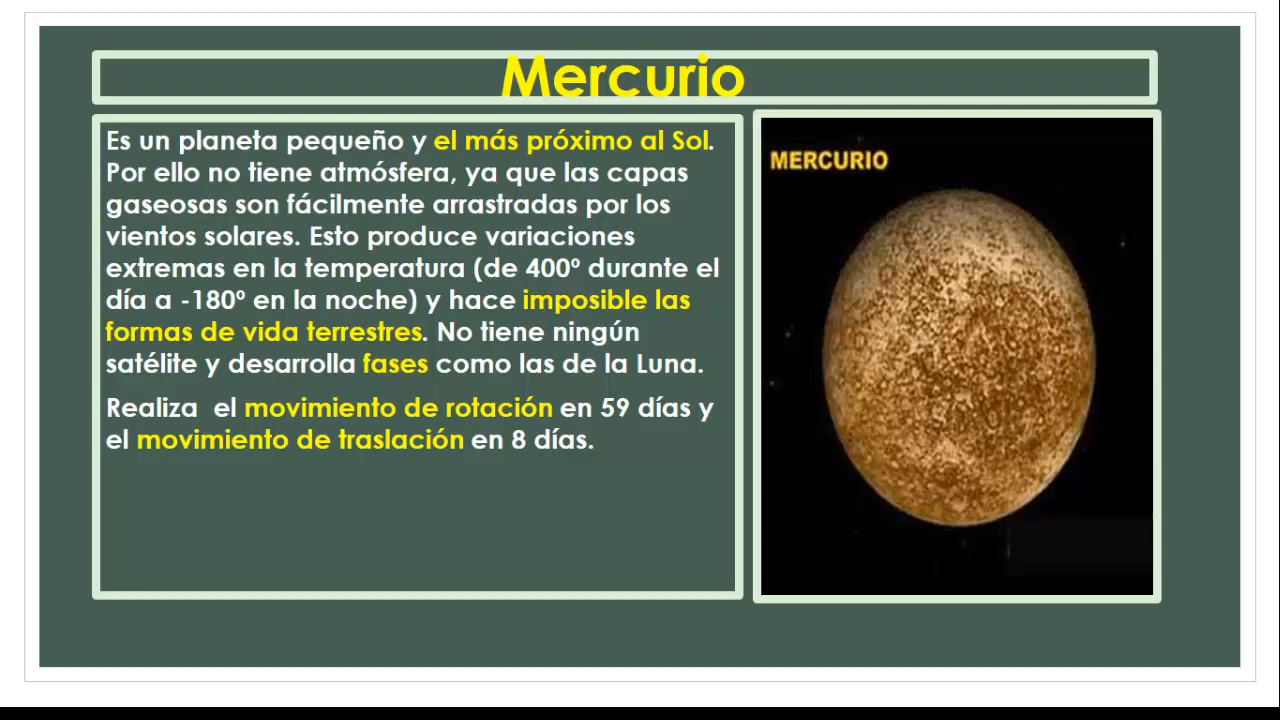 Mercurio
Es un planeta pequeño y el más próximo al Sol.
Por ello no tiene atmósfera, ya que las capas
gaseosas son fácilmente arrastradas por los
vientos solares. Esto produce variaciones
extremas en la temperatura (de 400º durante el
día a -180º en la noche) y hace imposible las
formas de vida terrestres. No tiene ningún
satélite y desarrolla fases como las de la Luna.
Realiza  el movimiento de rotación en 59 días y
el movimiento de traslación en 8 días.
MERCURIO